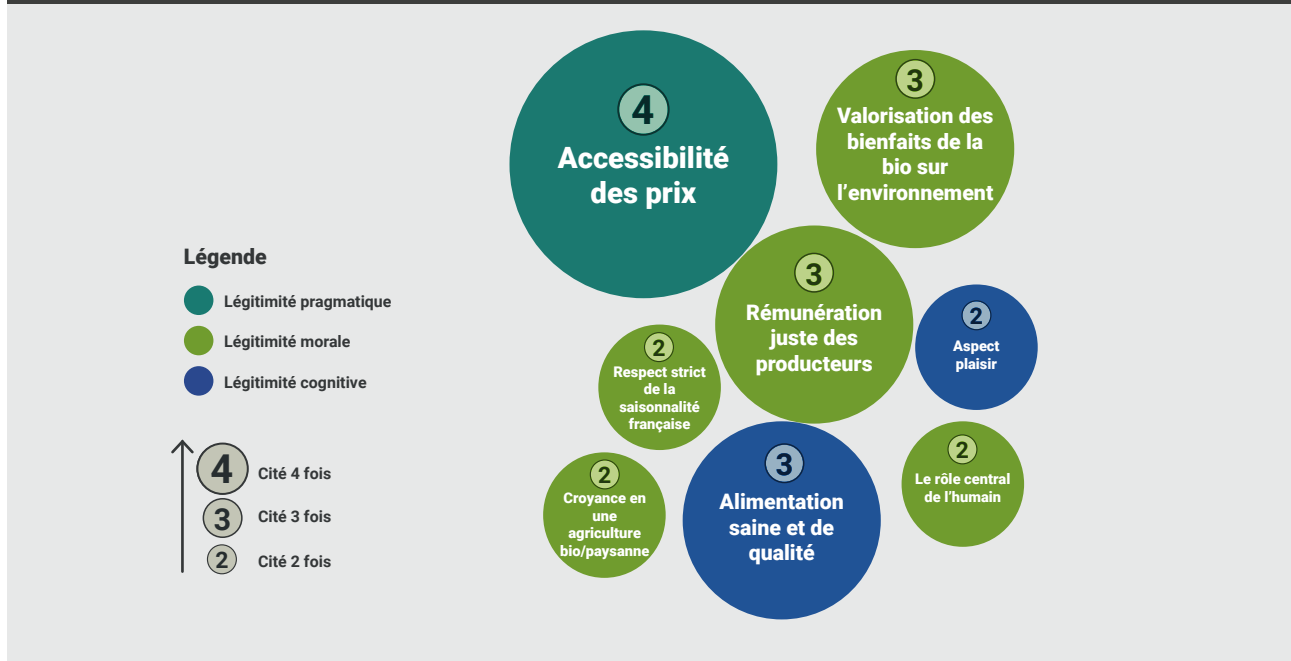 4
Accessibilité
des prix
3
Valorisation des
bienfaits de la
bio sur
l'environnement
Légende
Légitimité pragmatique
Légitimité morale
Légitimité cognitive
3
Rémunération
juste des
producteurs
2
Aspect
plaisir
2
Respect strict
de la
saisonnalité
française
4
Cité 4 fois
3
Cité 3 fois
2
Cité 2 fois
2
Croyance en
une
agriculture
bio/paysanne
3
Alimentation
saine et de
qualité
2
Le rôle central
de l'humain